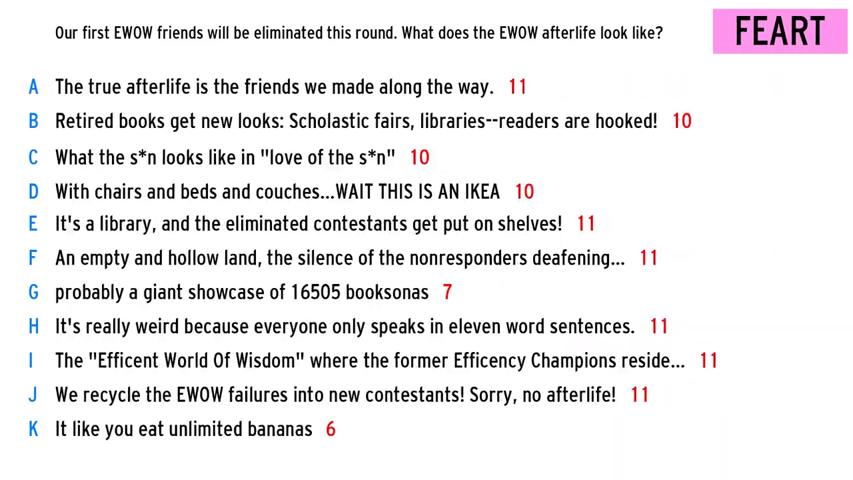 Our first EWOW friends will be eliminated this round. What does the EWOW afterlife look like?
FEART
A The true afterlife is the friends we made along the way. 11
B Retired books get new looks: Scholastic fairs, libraries--readers are hooked! 10
C What the s*n looks like in "love of the s*n" 10
D With chairs and beds and couches...WAIT THIS IS AN IKEA 10
E It's a library, and the eliminated contestants get put on shelves! 11
F An empty and hollow land, the silence of the nonresponders deafening... 11
G probably a giant showcase of 16505 booksonas 7
H It's really weird because everyone only speaks in eleven word sentences. 11
I The "Efficent World Of Wisdom" where the former Efficency Champions reside... 11
J We recycle the EWOW failures into new contestants! Sorry, no afterlife! 11
K It like you eat unlimited bananas 6